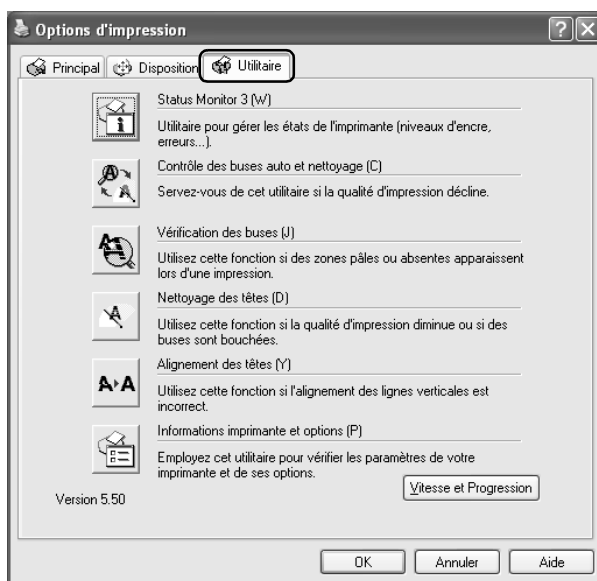 Options d'impression
Principal Disposition Utilitaire
Status Monitor 3 (W)
Utilitaire pour gérer les états de l'imprimante (niveaux d'encre,
erreurs...).
Contrôle des buses auto et nettoyage (C)
Servez-vous de cet utilitaire si la qualité d'impression décline.
Vérification des buses (J)
Utilisez cette fonction si des zones pâles ou absentes apparaissent
lors d'une impression.
Nettoyage des têtes (D)
Utilisez cette fonction si la qualité d'impression diminue ou si des
buses sont bouchées.
Alignement des têtes (Y)
Utilisez cette fonction si l'alignement des lignes verticales est
incorrect.
Informations imprimante et options (P)
Employez cet utilitaire pour vérifier les paramètres de votre
imprimante et de ses options.
Vitesse et Progression
Version 5.50
OK Annuler Aide